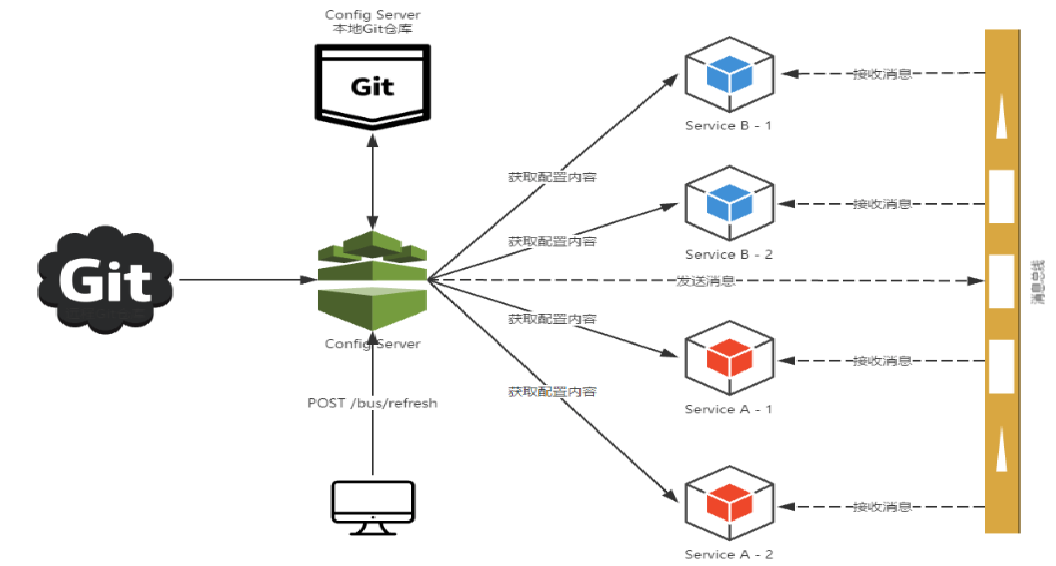 Config Server
本地Git仓库
Git
获取配置内容
Service B - 1
接收消息
获取配置内容
Service B - 2
接收消息
Git
Config Server
发送消息
消息总线
获取配置内容
Service A - 1
接收消息
POST /bus/refresh
获取配置内容
Service A - 2
接收消息